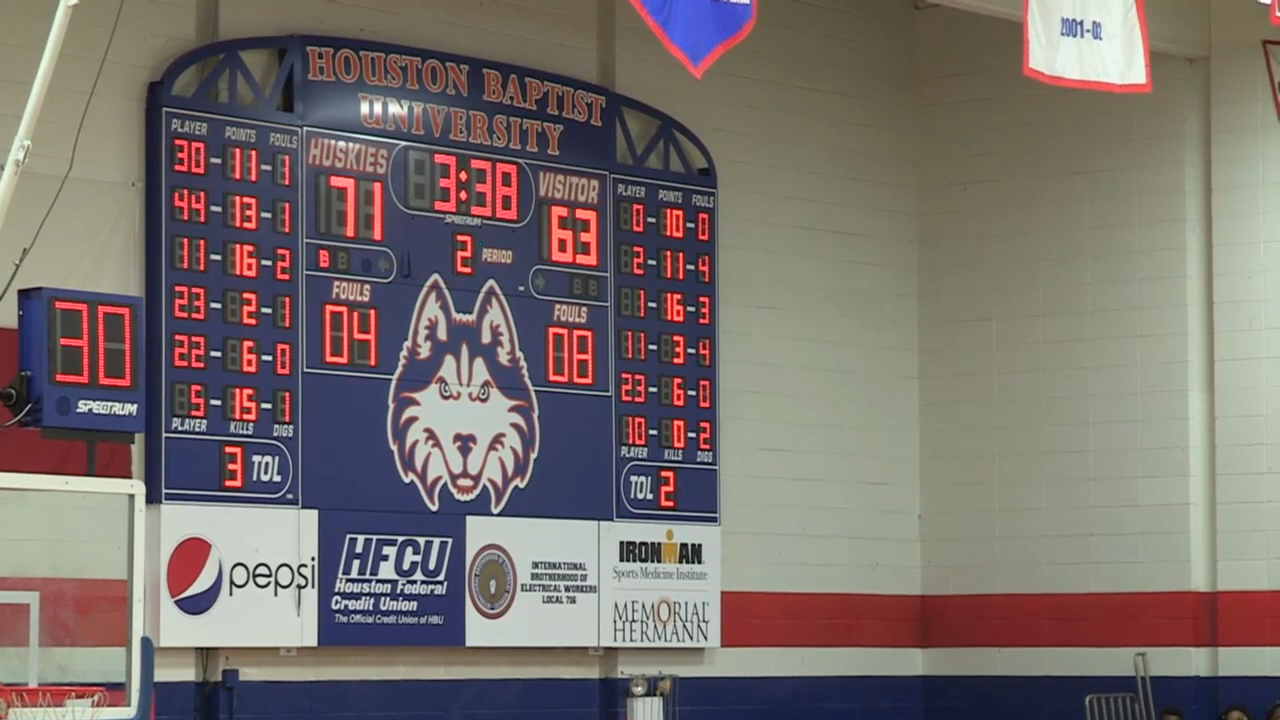 2001-02
HOUSTON BAPTIST
UNIVERSITY
PLAYER POINTS FOULS
30-11-1
44-13-1
11-16-2
23-2-1
22-6-0
5-15-1
PLAYER KILLS DIGS
3 TOL
HUSKIES
71
3:38
SPECTRUM
VISITOR
63
B
2 PERIOD
B B
FOULS
04
FOULS
08
PLAYER POINTS FOULS
0-10-0
2-11-4
1-16-3
11-3-4
23-6-0
10-0-2
PLAYER KILLS DIGS
TOL 2
30
SPECTRUM
pepsi
HFCU
Houston Federal
Credit Union
The Official Credit Union of HBU
INTERNATIONAL
BROTHERHOOD OF
ELECTRICAL WORKERS
LOCAL 716
IRONMAN
Sports Medicine Institute
MEMORIAL
HERMANN